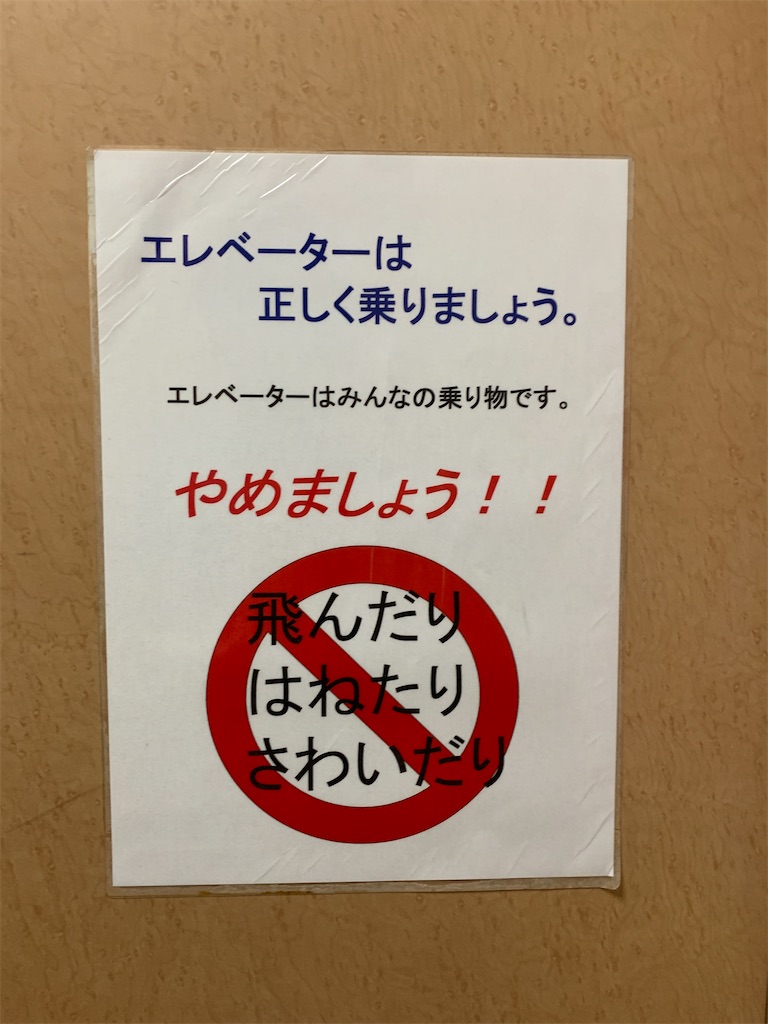 エレベーターは
正しく乗りましょう。
エレベーターはみんなの乗り物です。
やめましょう！！
飛んだり
はねたり
さわいだり